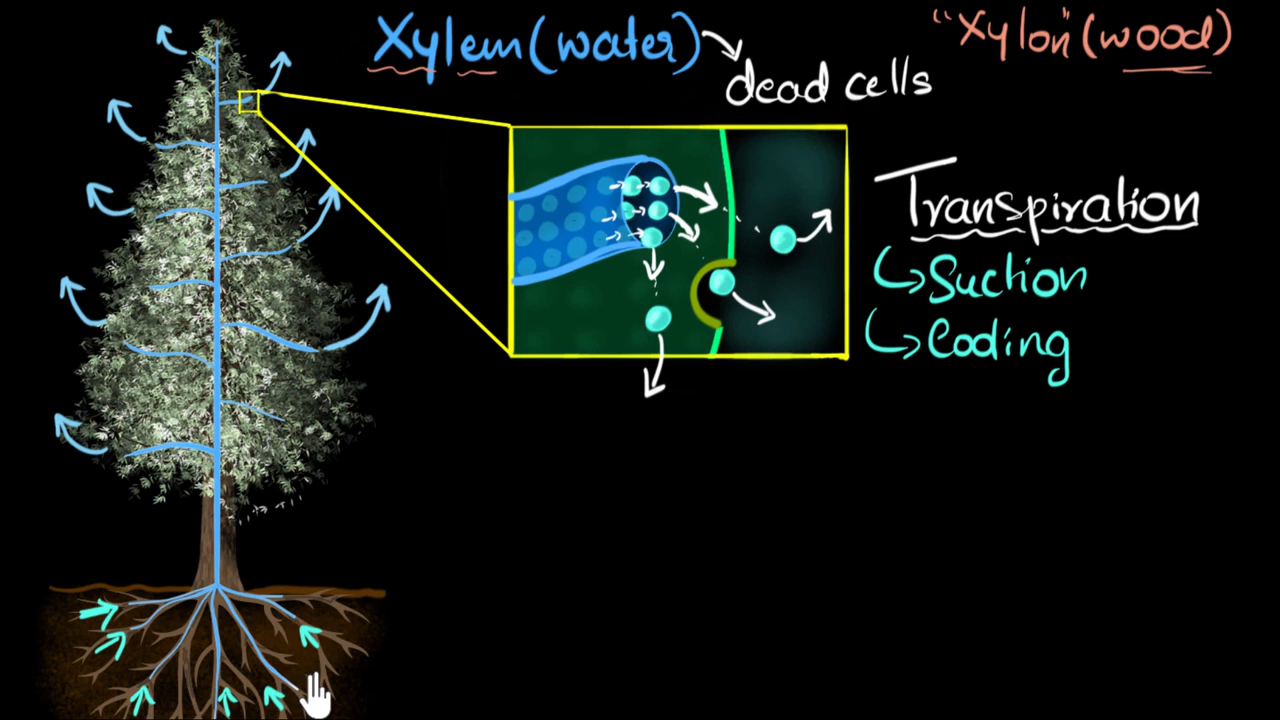 Xylem (water)
"Xylon" (wood)
dead cells
Transpiration
Suction
Cooling